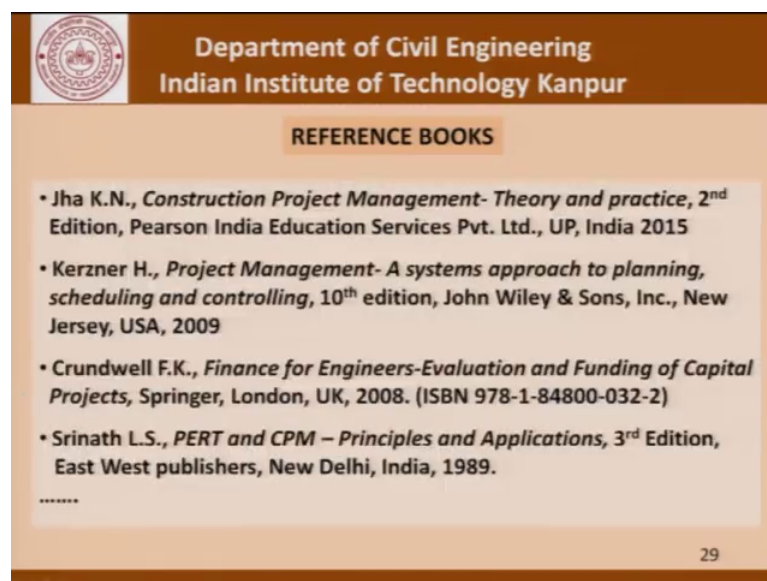 Department of Civil Engineering
Indian Institute of Technology Kanpur
REFERENCE BOOKS
• Jha K.N., Construction Project Management- Theory and practice, 2nd
Edition, Pearson India Education Services Pvt. Ltd., UP, India 2015
• Kerzner H., Project Management- A systems approach to planning,
scheduling and controlling, 10th edition, John Wiley & Sons, Inc., New
Jersey, USA, 2009
• Crundwell F.K., Finance for Engineers-Evaluation and Funding of Capital
Projects, Springer, London, UK, 2008. (ISBN 978-1-84800-032-2)
• Srinath L.S., PERT and CPM – Principles and Applications, 3rd Edition,
East West publishers, New Delhi, India, 1989.
.......
29